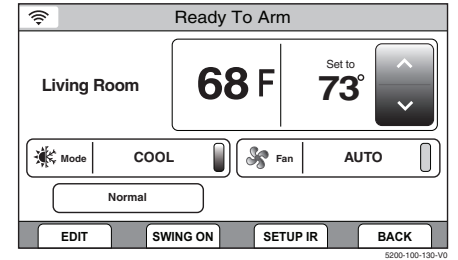 Ready To Arm
Living Room
68 F
Set to
73°
Mode
COOL
Fan
AUTO
Normal
EDIT
SWING ON
SETUP IR
BACK
5200-100-130-V0